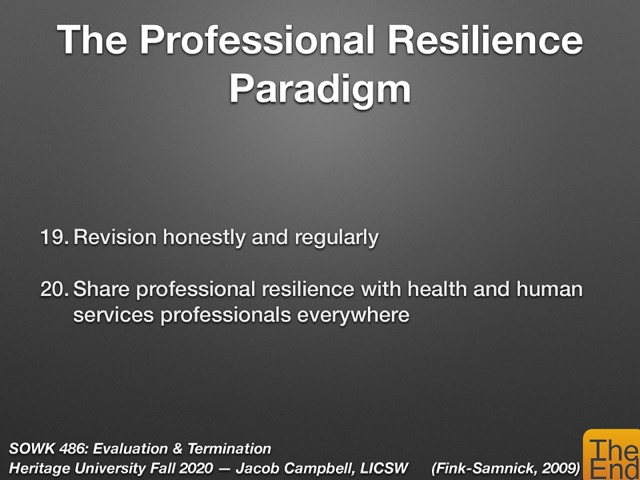 The Professional Resilience
Paradigm
19. Revision honestly and regularly
20. Share professional resilience with health and human
services professionals everywhere
SOWK 486: Evaluation & Termination
Heritage University Fall 2020 — Jacob Campbell, LICSW (Fink-Samnick, 2009)
The
End